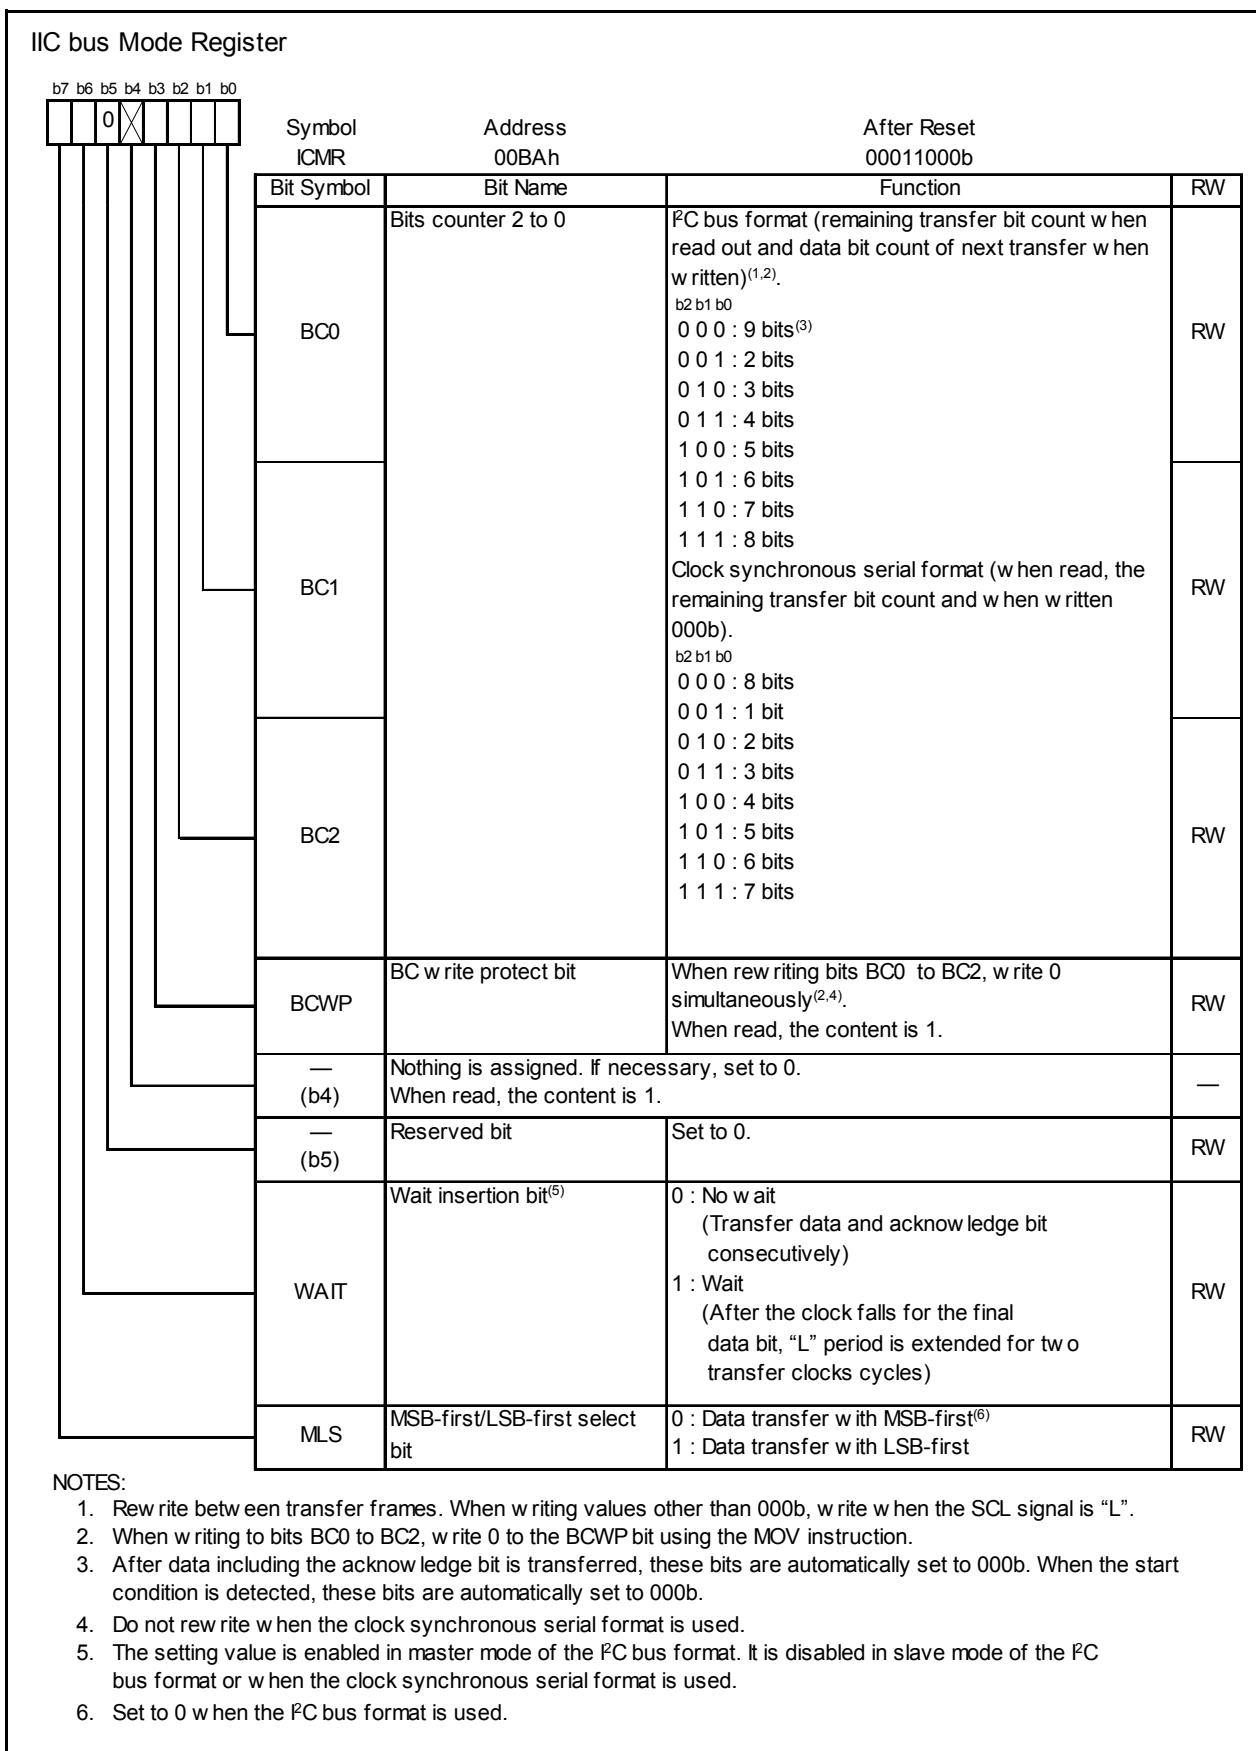 IIC bus Mode Register
b7 b6 b5 b4 b3 b2 b1 b0
0
Symbol Address After Reset
ICMR 00BAh 00011000b
Bit Symbol Bit Name Function RW
BC0 Bits counter 2 to 0 I²C bus format (remaining transfer bit count when
read out and data bit count of next transfer when
written)(1,2).
b2 b1 b0
0 0 0 : 9 bits(3) RW
0 0 1 : 2 bits
0 1 0 : 3 bits
0 1 1 : 4 bits
1 0 0 : 5 bits
1 0 1 : 6 bits
1 1 0 : 7 bits
1 1 1 : 8 bits
BC1 Clock synchronous serial format (when read, the RW
remaining transfer bit count and when written
000b).
b2 b1 b0
0 0 0 : 8 bits
0 0 1 : 1 bit
0 1 0 : 2 bits
0 1 1 : 3 bits
1 0 0 : 4 bits
BC2 1 0 1 : 5 bits RW
1 1 0 : 6 bits
1 1 1 : 7 bits
BCWP BC write protect bit When rewriting bits BC0 to BC2, write 0 RW
simultaneously(2,4).
When read, the content is 1.
— Nothing is assigned. If necessary, set to 0. —
(b4) When read, the content is 1.
— Reserved bit Set to 0. RW
(b5)
WAIT Wait insertion bit(5) 0 : No wait RW
(Transfer data and acknowledge bit
consecutively)
1 : Wait
(After the clock falls for the final
data bit, “L” period is extended for two
transfer clocks cycles)
MLS MSB-first/LSB-first select 0 : Data transfer with MSB-first(6) RW
bit 1 : Data transfer with LSB-first
NOTES:
1. Rewrite between transfer frames. When writing values other than 000b, write when the SCL signal is “L”.
2. When writing to bits BC0 to BC2, write 0 to the BCWP bit using the MOV instruction.
3. After data including the acknowledge bit is transferred, these bits are automatically set to 000b. When the start
condition is detected, these bits are automatically set to 000b.
4. Do not rewrite when the clock synchronous serial format is used.
5. The setting value is enabled in master mode of the I²C bus format. It is disabled in slave mode of the I²C
bus format or when the clock synchronous serial format is used.
6. Set to 0 when the I²C bus format is used.